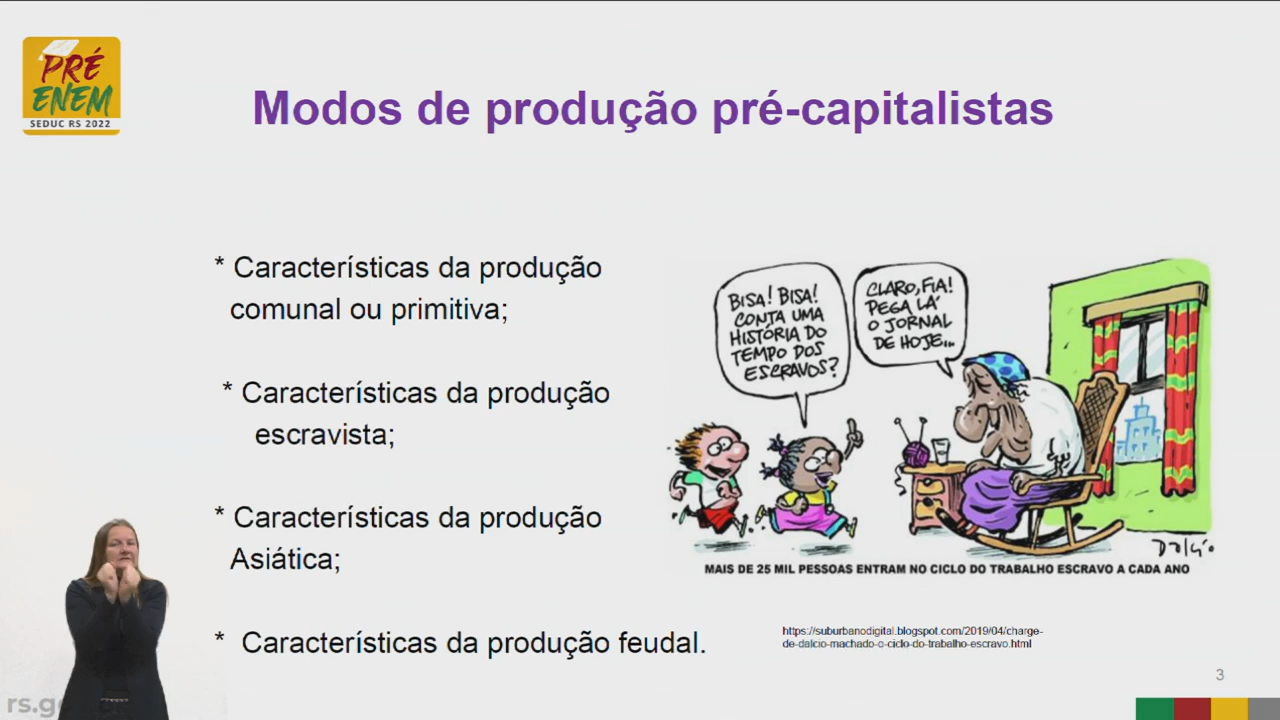 PRÉ
ENEM
SEDUC RS 2022
Modos de produção pré-capitalistas
* Características da produção
comunal ou primitiva;
* Características da produção
escravista;
* Características da produção
Asiática;
* Características da produção feudal.
BISA! BISA!
CONTA UMA
HISTÓRIA DO
TEMPO DOS
ESCRAVOS?
CLARO, FIA!
PEGA LÁ
O JORNAL
DE HOJE...
DALCIO
MAIS DE 25 MIL PESSOAS ENTRAM NO CICLO DO TRABALHO ESCRAVO A CADA ANO
https://suburbanodigital.blogspot.com/2019/04/charge-
de-dalcio-machado-o-ciclo-do-trabalho-escravo.html
3
rs.g